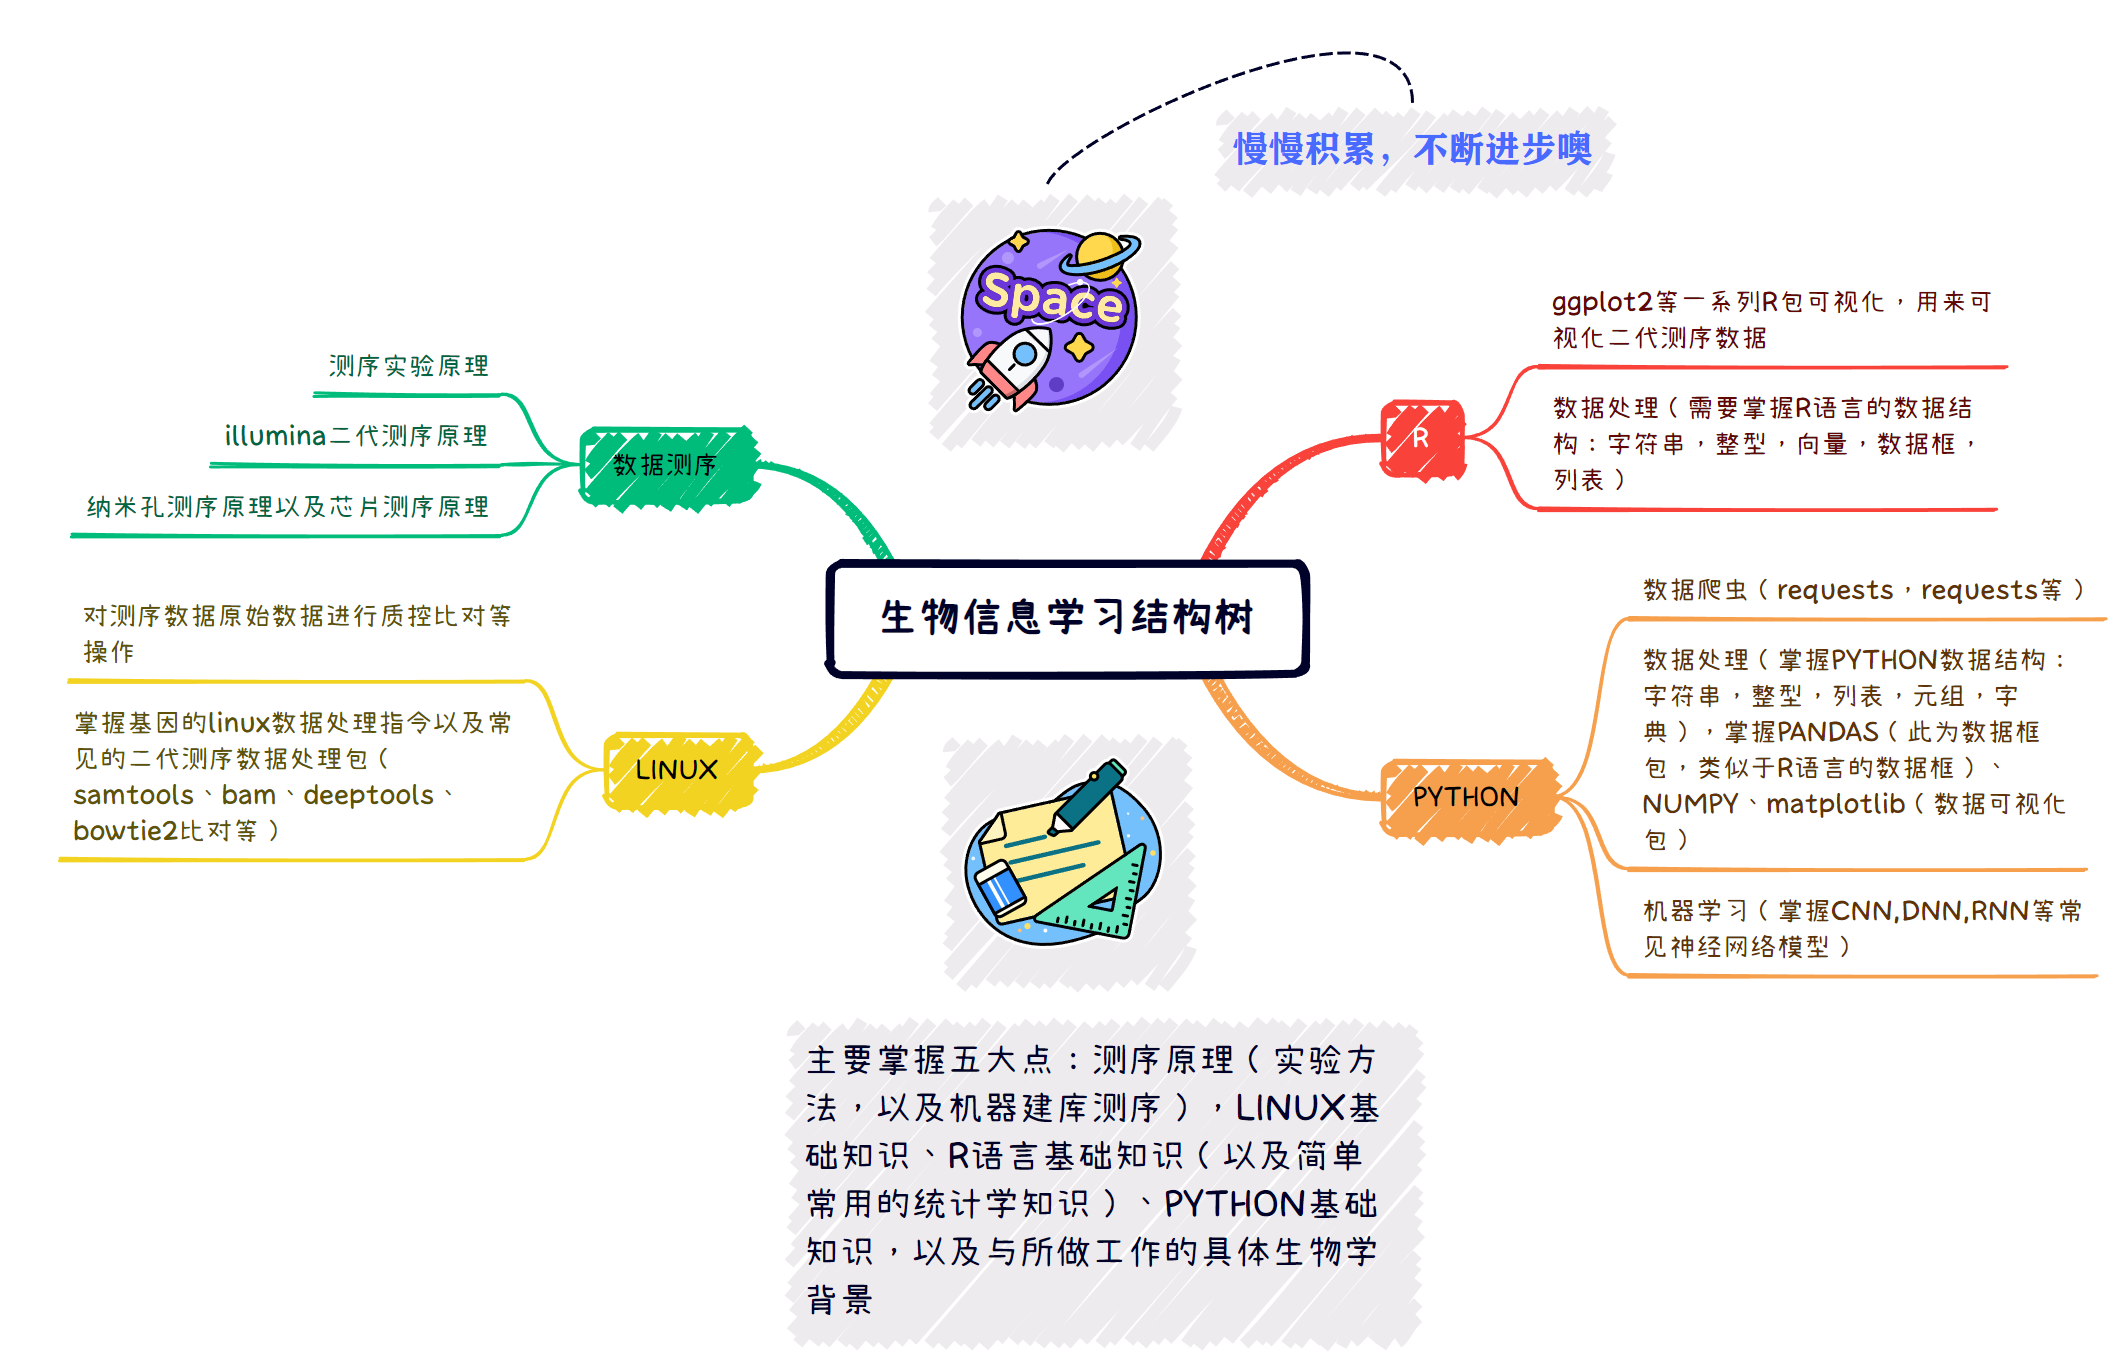 慢慢积累，不断进步噢
Space
测序实验原理
illumina二代测序原理
纳米孔测序原理以及芯片测序原理
数据测序
对测序数据原始数据进行质控比对等
操作
掌握基因的linux数据处理指令以及常
见的二代测序数据处理包（
samtools、bam、deeptools、
bowtie2比对等）
LINUX
生物信息学习结构树
R
ggplot2等一系列R包可视化，用来可
视化二代测序数据
数据处理（需要掌握R语言的数据结
构：字符串，整型，向量，数据框，
列表）
PYTHON
数据爬虫（requests，requests等）
数据处理（掌握PYTHON数据结构：
字符串，整型，列表，元组，字
典），掌握PANDAS（此为数据框
包，类似于R语言的数据框）、
NUMPY、matplotlib（数据可视化
包）
机器学习（掌握CNN,DNN,RNN等常
见神经网络模型）
主要掌握五大点：测序原理（实验方
法，以及机器建库测序），LINUX基
础知识、R语言基础知识（以及简单
常用的统计学知识）、PYTHON基础
知识，以及与所做工作的具体生物学
背景